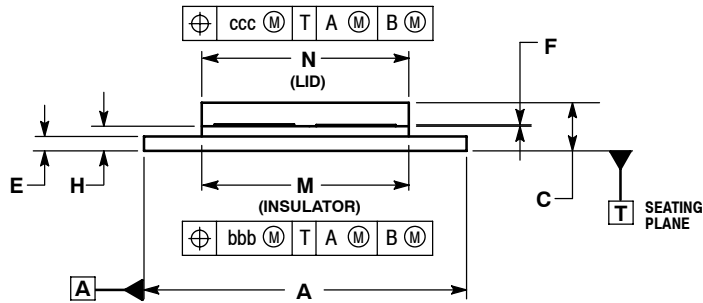 ⌖ ccc Ⓜ T A Ⓜ B Ⓜ
F
N
(LID)
E
H
M
(INSULATOR)
C
T SEATING
PLANE
⌖ bbb Ⓜ T A Ⓜ B Ⓜ
A
A